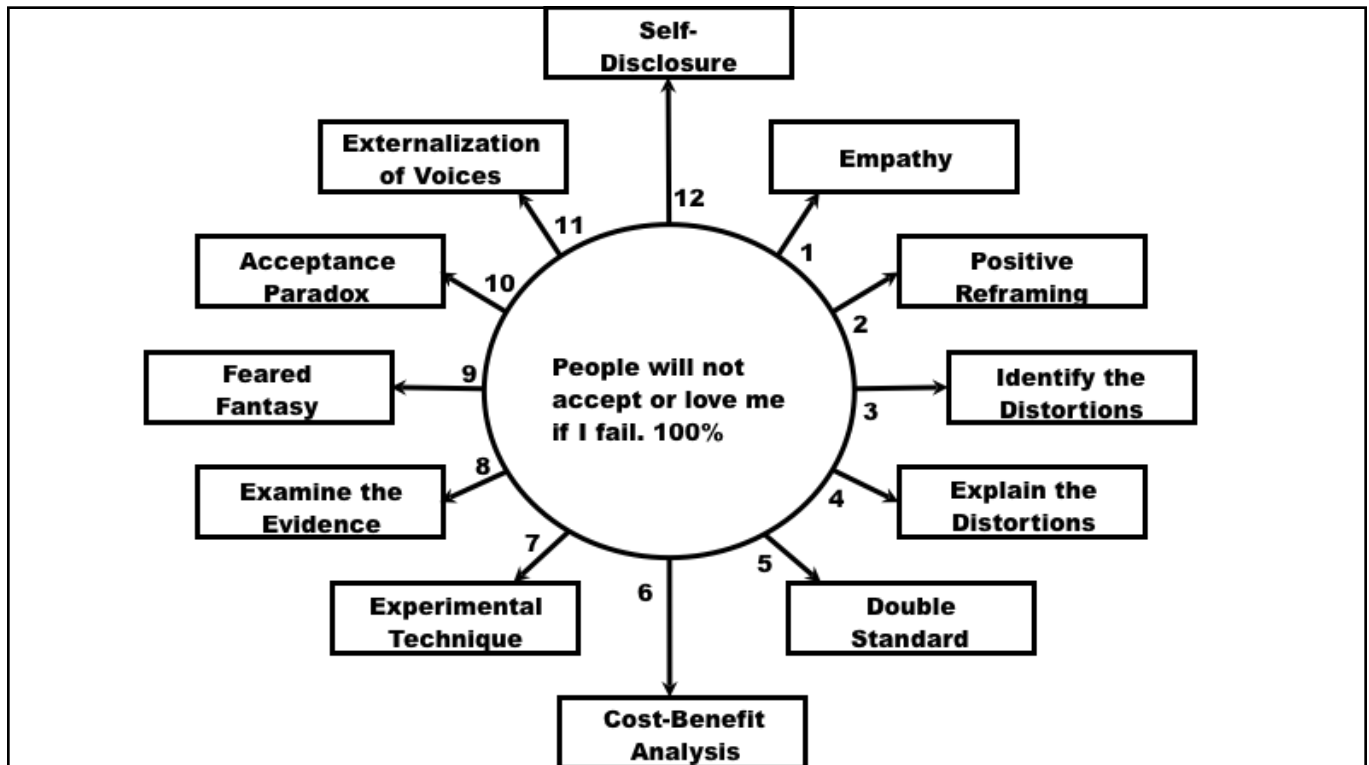 Self-
Disclosure
Externalization
of Voices
Empathy
12
11
1
Acceptance
Paradox
Positive
Reframing
10
2
People will not
accept or love me
if I fail. 100%
Feared
Fantasy
9
Identify the
Distortions
3
8
Examine the
Evidence
4
Explain the
Distortions
7
5
6
Experimental
Technique
Double
Standard
Cost-Benefit
Analysis